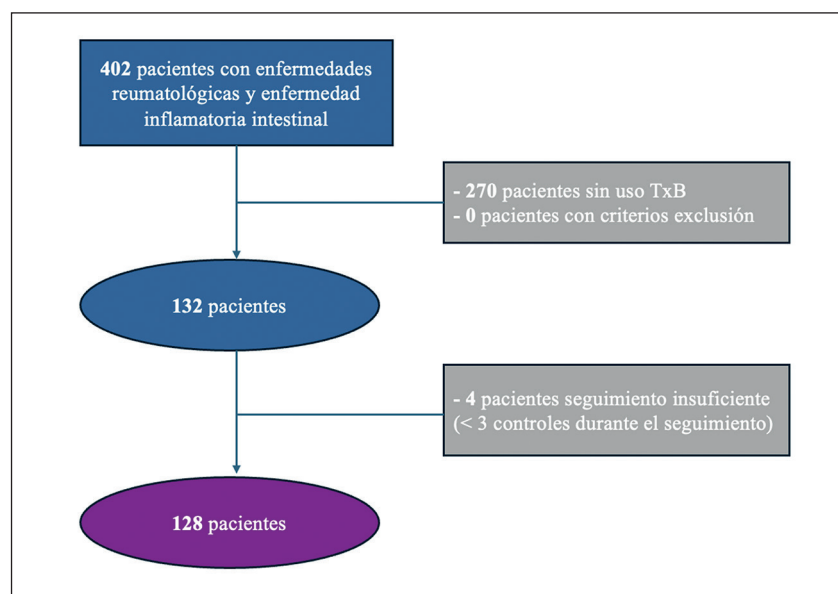 402 pacientes con enfermedades
reumatológicas y enfermedad
inflamatoria intestinal
- 270 pacientes sin uso TxB
- 0 pacientes con criterios exclusión
132 pacientes
- 4 pacientes seguimiento insuficiente
(< 3 controles durante el seguimiento)
128 pacientes